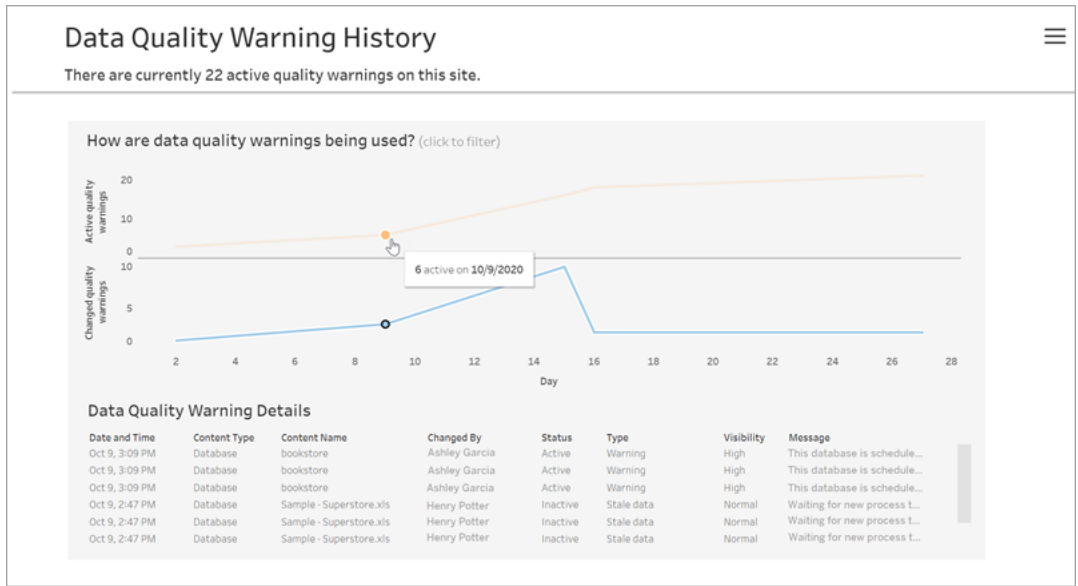 Data Quality Warning History
There are currently 22 active quality warnings on this site.
How are data quality warnings being used? (click to filter)
Active quality
warnings
20
10
0
6 active on 10/9/2020
Changed quality
warnings
10
5
0
2 4 6 8 10 12 14 16 18 20 22 24 26 28
Day
Data Quality Warning Details
Date and Time Content Type Content Name Changed By Status Type Visibility Message
Oct 9, 3:09 PM Database bookstore Ashley Garcia Active Warning High This database is schedule...
Oct 9, 3:09 PM Database bookstore Ashley Garcia Active Warning High This database is schedule...
Oct 9, 3:09 PM Database bookstore Ashley Garcia Active Warning High This database is schedule...
Oct 9, 2:47 PM Database Sample - Superstore.xls Henry Potter Inactive Stale data Normal Waiting for new process t...
Oct 9, 2:47 PM Database Sample - Superstore.xls Henry Potter Inactive Stale data Normal Waiting for new process t...
Oct 9, 2:47 PM Database Sample - Superstore.xls Henry Potter Inactive Stale data Normal Waiting for new process t...